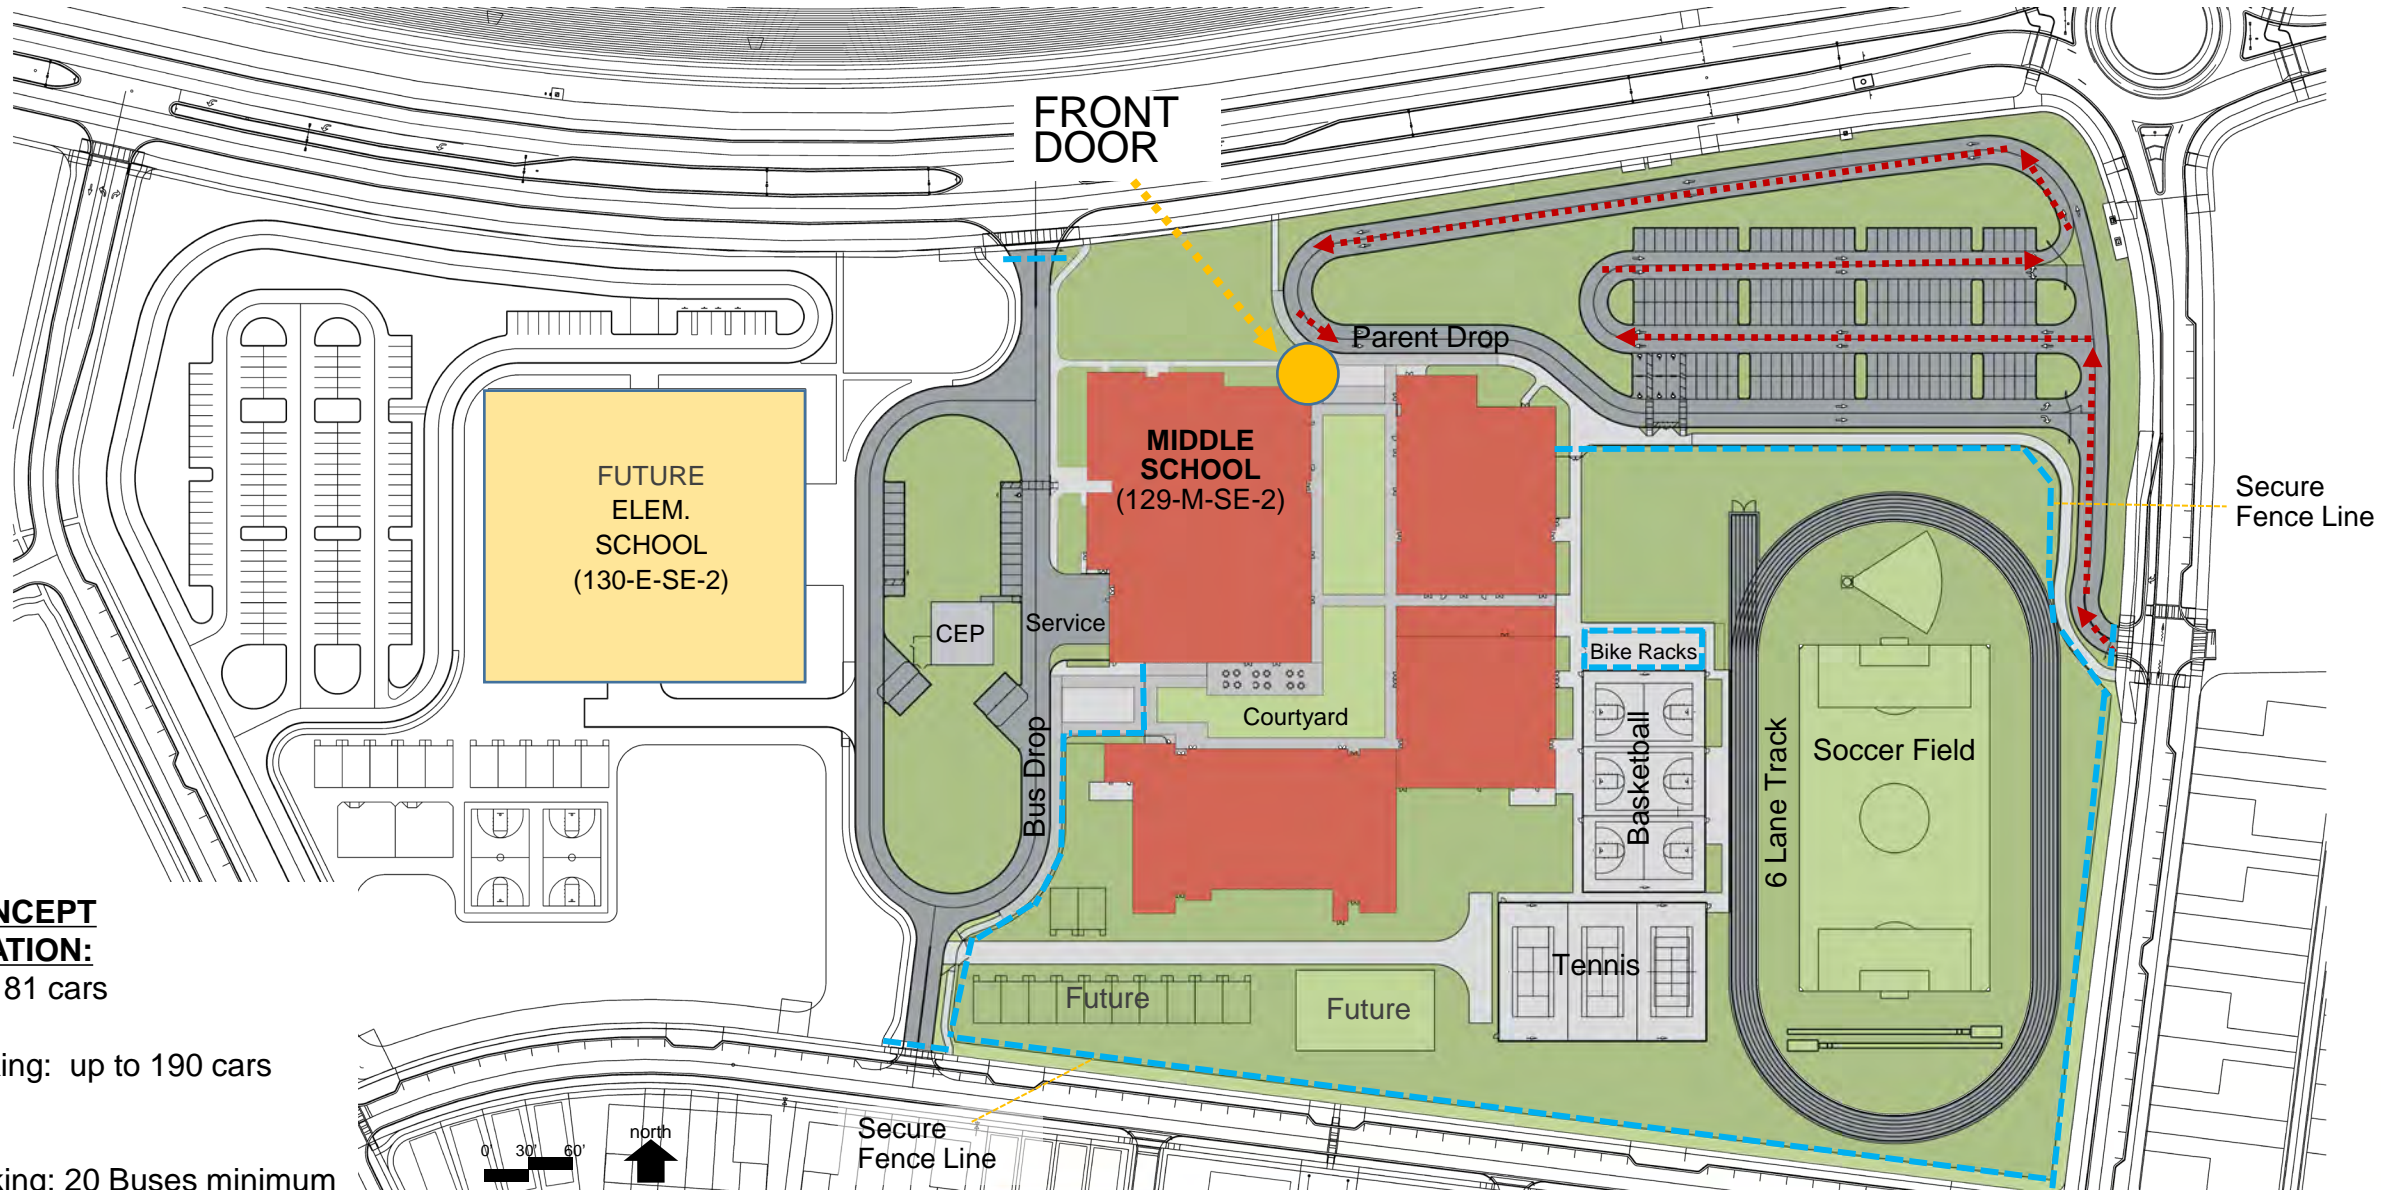 FRONT
DOOR
Parent Drop
MIDDLE
SCHOOL
(129-M-SE-2)
FUTURE
ELEM.
SCHOOL
(130-E-SE-2)
Secure
Fence Line
CEP
Service
Bike Racks
Courtyard
Bus Drop
Basketball
6 Lane Track
Soccer Field
Tennis
Future
Future
NCEPT
ATION:
81 cars
ing: up to 190 cars
king: 20 Buses minimum
0' 30' 60'
north
Secure
Fence Line